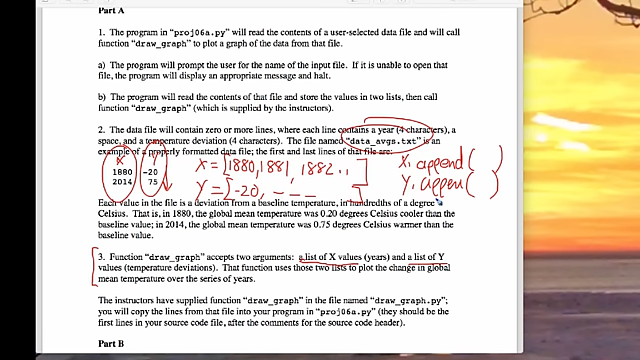 Part A
1. The program in "proj06a.py" will read the contents of a user-selected data file and will call
function "draw_graph" to plot a graph of the data from that file.
a) The program will prompt the user for the name of the input file. If it is unable to open that
file, the program will display an appropriate message and halt.
b) The program will read the contents of that file and store the values in two lists, then call
function "draw_graph" (which is supplied by the instructors).
2. The data file will contain zero or more lines, where each line contains a year (4 characters), a
space, and a temperature deviation (4 characters). The file named "data_avgs.txt" is an
example of a properly formatted data file; the first and last lines of that file are:
X
1880 -20
2014 75
X = [1880, 1881, 1882 .. ]
Y = [-20, _ _ _ ]
X.append( )
Y.appen( )
Each value in the file is a deviation from a baseline temperature, in hundredths of a degree
Celsius. That is, in 1880, the global mean temperature was 0.20 degrees Celsius cooler than the
baseline value; in 2014, the global mean temperature was 0.75 degrees Celsius warmer than the
baseline value.
3. Function "draw_graph" accepts two arguments: a list of X values (years) and a list of Y
values (temperature deviations). That function uses those two lists to plot the change in global
mean temperature over the series of years.
The instructors have supplied function "draw_graph" in the file named "draw_graph.py";
you will copy the lines from that file into your program in "proj06a.py" (they should be the
first lines in your source code file, after the comments for the source code header).
Part B